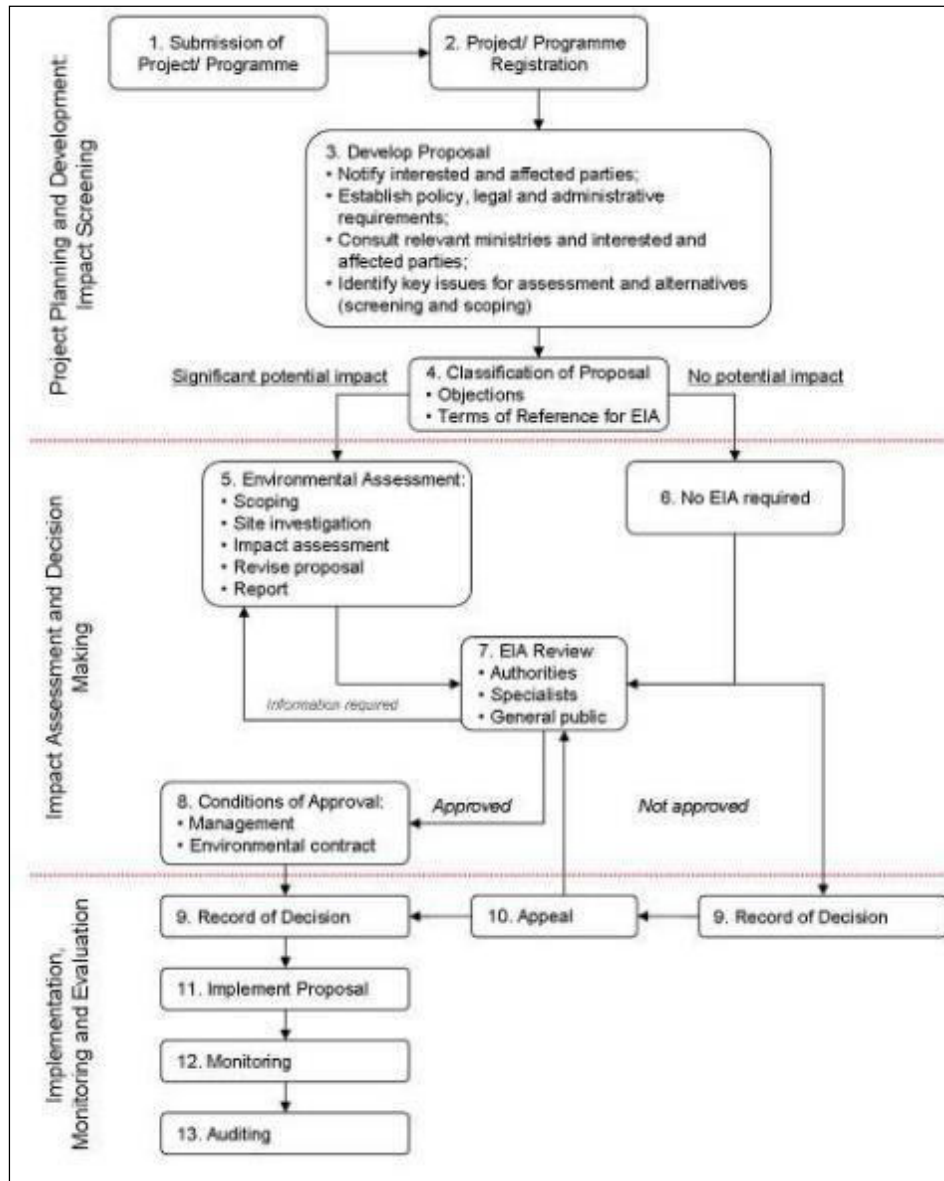 Project Planning and Development:
Impact Screening
1. Submission of
Project/ Programme
2. Project/ Programme
Registration
3. Develop Proposal
• Notify interested and affected parties;
• Establish policy, legal and administrative
requirements;
• Consult relevant ministries and interested and
affected parties;
• Identify key issues for assessment and alternatives
(screening and scoping)
Significant potential impact
4. Classification of Proposal
• Objections
• Terms of Reference for EIA
No potential impact
Impact Assessment and Decision
Making
5. Environmental Assessment:
• Scoping
• Site investigation
• Impact assessment
• Revise proposal
• Report
6. No EIA required
7. EIA Review
• Authorities
• Specialists
• General public
Information required
8. Conditions of Approval:
• Management
• Environmental contract
Approved
Not approved
Implementation,
Monitoring and Evaluation
9. Record of Decision
10. Appeal
9. Record of Decision
11. Implement Proposal
12. Monitoring
13. Auditing